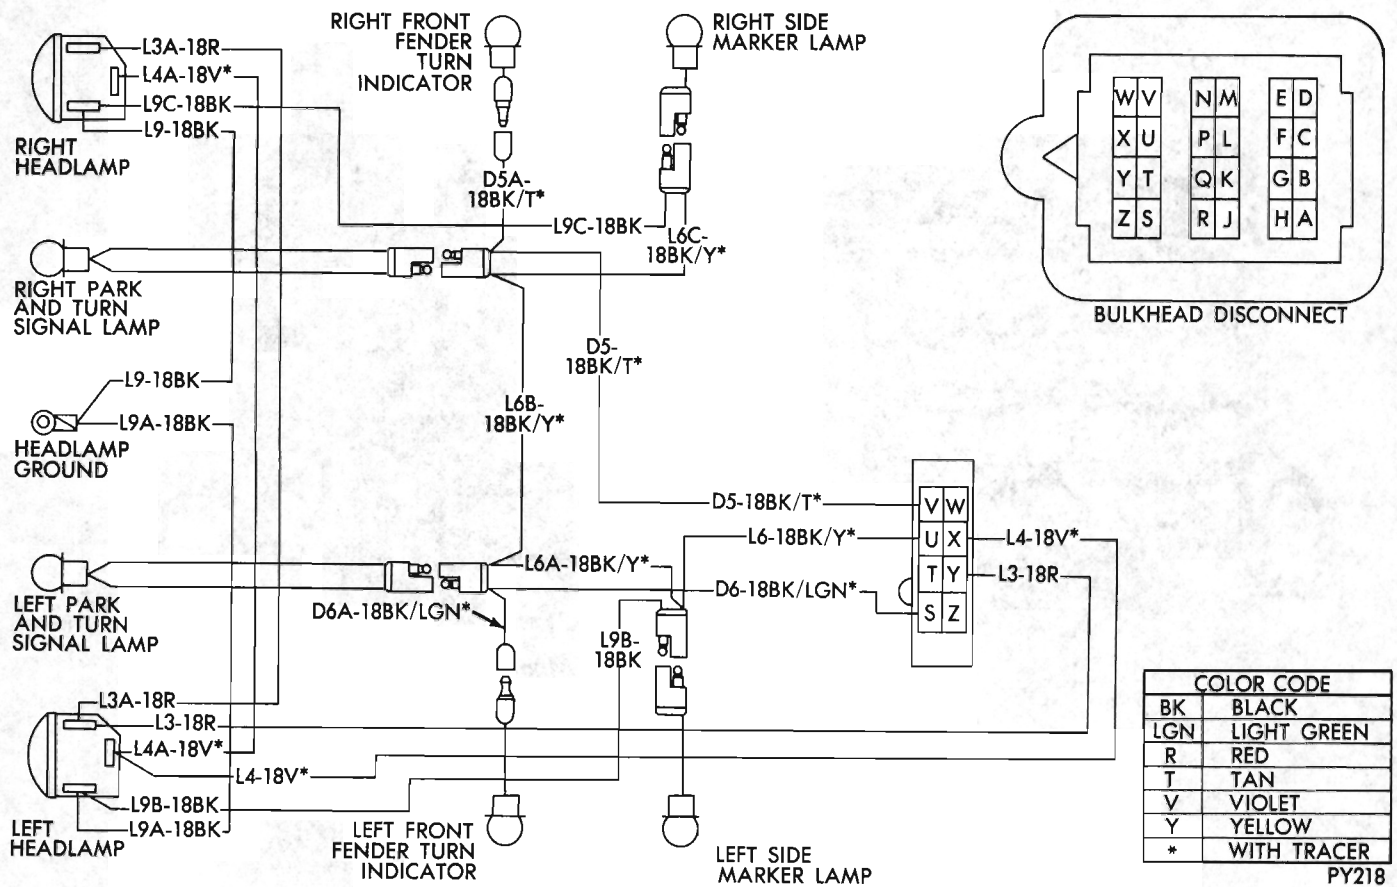 RIGHT FRONT
FENDER
TURN
INDICATOR
RIGHT SIDE
MARKER LAMP
L3A-18R
L4A-18V*
L9C-18BK
L9-18BK
RIGHT
HEADLAMP
D5A-
18BK/T*
L9C-18BK
L6C-
18BK/Y*
W V
X U
Y T
Z S
N M
P L
Q K
R J
E D
F C
G B
H A
BULKHEAD DISCONNECT
RIGHT PARK
AND TURN
SIGNAL LAMP
D5-
18BK/T*
L9-18BK
L9A-18BK
HEADLAMP
GROUND
L6B-
18BK/Y*
D5-18BK/T*
L6-18BK/Y*
V W
U X
T Y
S Z
L4-18V*
L3-18R
L6A-18BK/Y*
D6-18BK/LGN*
LEFT PARK
AND TURN
SIGNAL LAMP
D6A-18BK/LGN*
L9B-
18BK
L3A-18R
L3-18R
L4A-18V*
L4-18V*
L9B-18BK
L9A-18BK
LEFT
HEADLAMP
LEFT FRONT
FENDER TURN
INDICATOR
LEFT SIDE
MARKER LAMP
COLOR CODE
BK BLACK
LGN LIGHT GREEN
R RED
T TAN
V VIOLET
Y YELLOW
* WITH TRACER
PY218